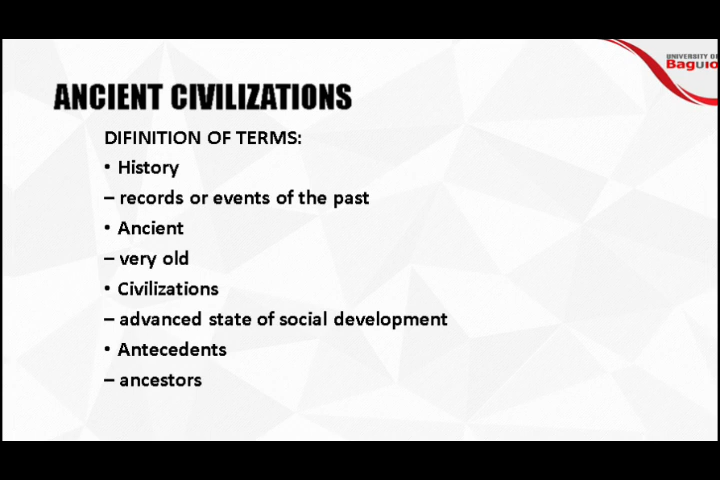 UNIVERSITY OF
Baguio
ANCIENT CIVILIZATIONS
DIFINITION OF TERMS:
• History
– records or events of the past
• Ancient
– very old
• Civilizations
– advanced state of social development
• Antecedents
– ancestors